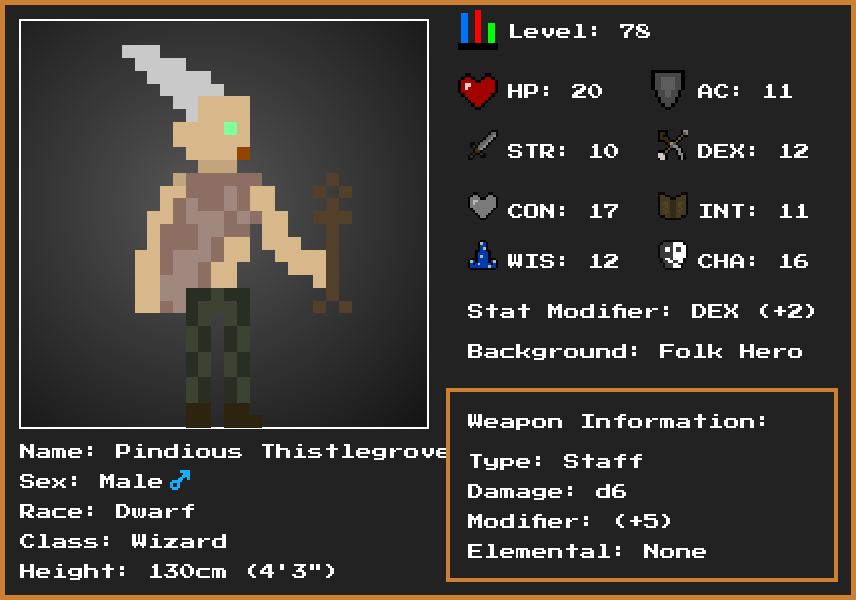 Level: 78
HP: 20
AC: 11
STR: 10
DEX: 12
CON: 17
INT: 11
WIS: 12
CHA: 16
Stat Modifier: DEX (+2)
Background: Folk Hero
Weapon Information:
Type: Staff
Damage: d6
Modifier: (+5)
Elemental: None
Name: Pindious Thistlegrove
Sex: Male ♂
Race: Dwarf
Class: Wizard
Height: 130cm (4'3")